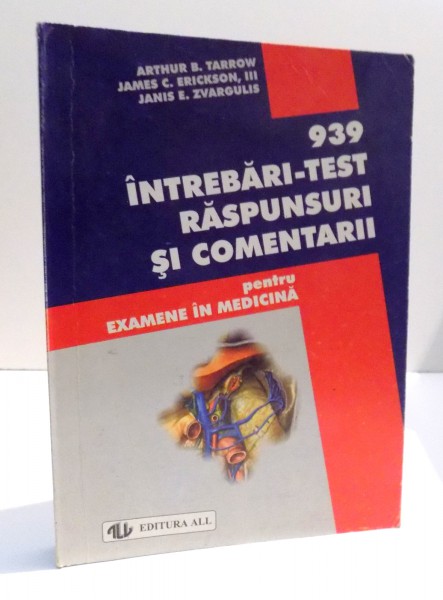 ARTHUR B. TARROW
JAMES C. ERICKSON, III
JANIS E. ZVARGULIS
939
ÎNTREBĂRI-TEST
RĂSPUNSURI
ŞI COMENTARII
pentru
EXAMENE ÎN MEDICINĂ
ALL EDITURA ALL